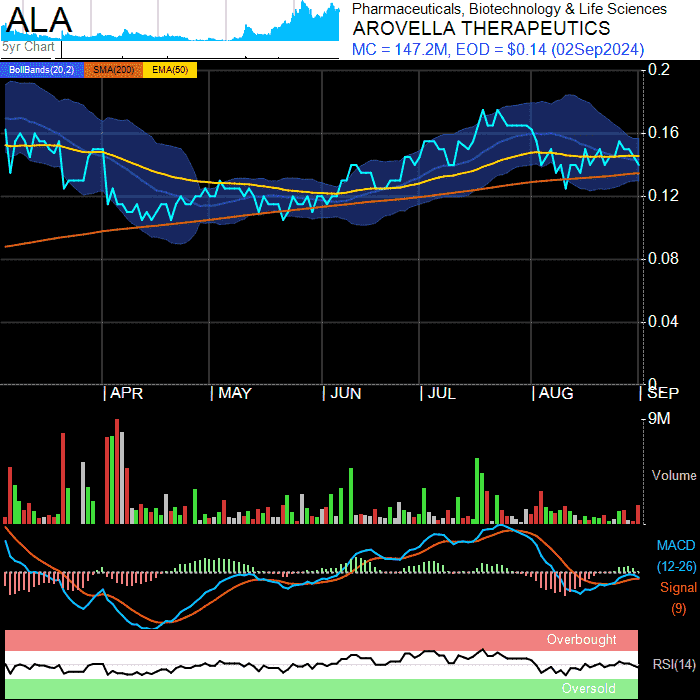 ALA
5yr Chart
Pharmaceuticals, Biotechnology & Life Sciences
AROVELLA THERAPEUTICS
MC = 147.2M, EOD = $0.14 (02Sep2024)
BollBands(20,2) SMA(200) EMA(50)
0.2
0.16
0.12
0.08
0.04
0
APR MAY JUN JUL AUG SEP
9M
Volume
MACD
(12-26)
Signal
(9)
Overbought
RSI(14)
Oversold